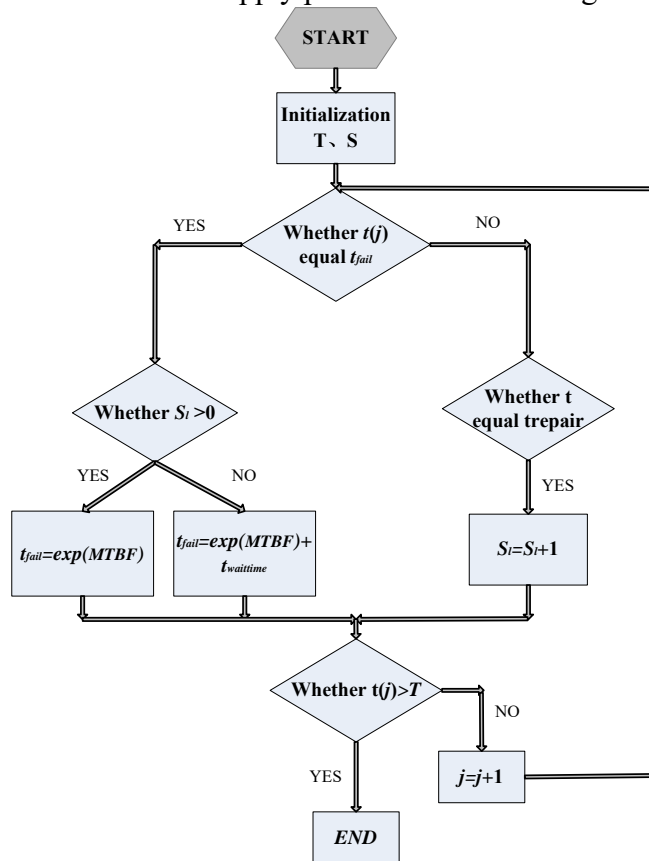 apply p
START
Initialization
T、S
YES
Whether t(j)
equal tfail
NO
Whether Sl >0
Whether t
equal trepair
YES
NO
YES
tfail=exp(MTBF)
tfail=exp(MTBF)+
twaittime
Sl=Sl+1
Whether t(j)>T
NO
YES
j=j+1
END